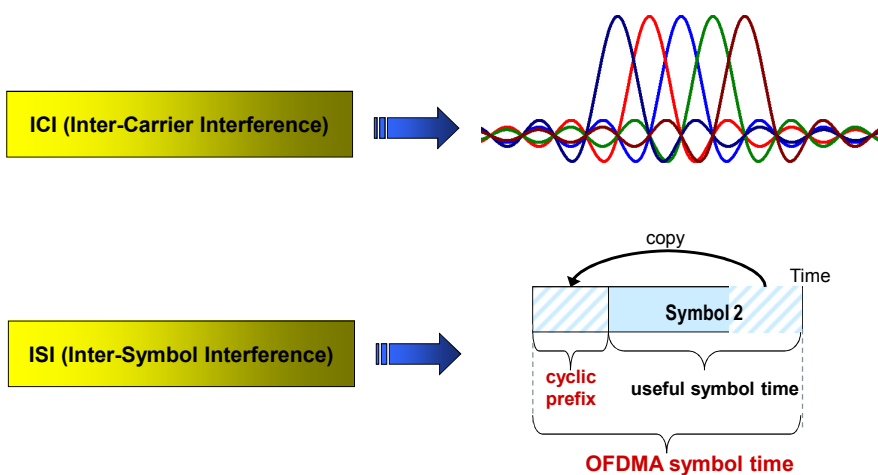 ICI (Inter-Carrier Interference)
copy
Time
Symbol 2
ISI (Inter-Symbol Interference)
cyclic
prefix
useful symbol time
OFDMA symbol time